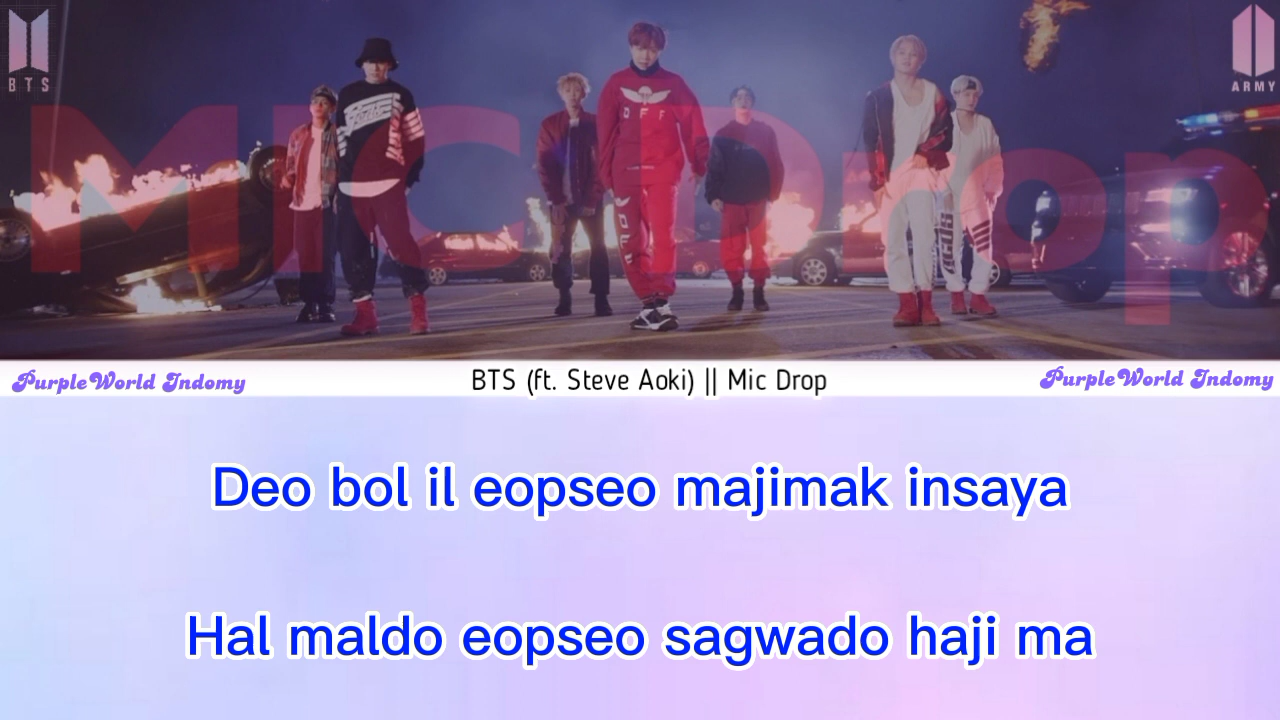 BTS
ARMY
Mic Drop
OFF
PurpleWorld Indomy
BTS (ft. Steve Aoki) || Mic Drop
PurpleWorld Indomy
Deo bol il eopseo majimak insaya
Hal maldo eopseo sagwado haji ma